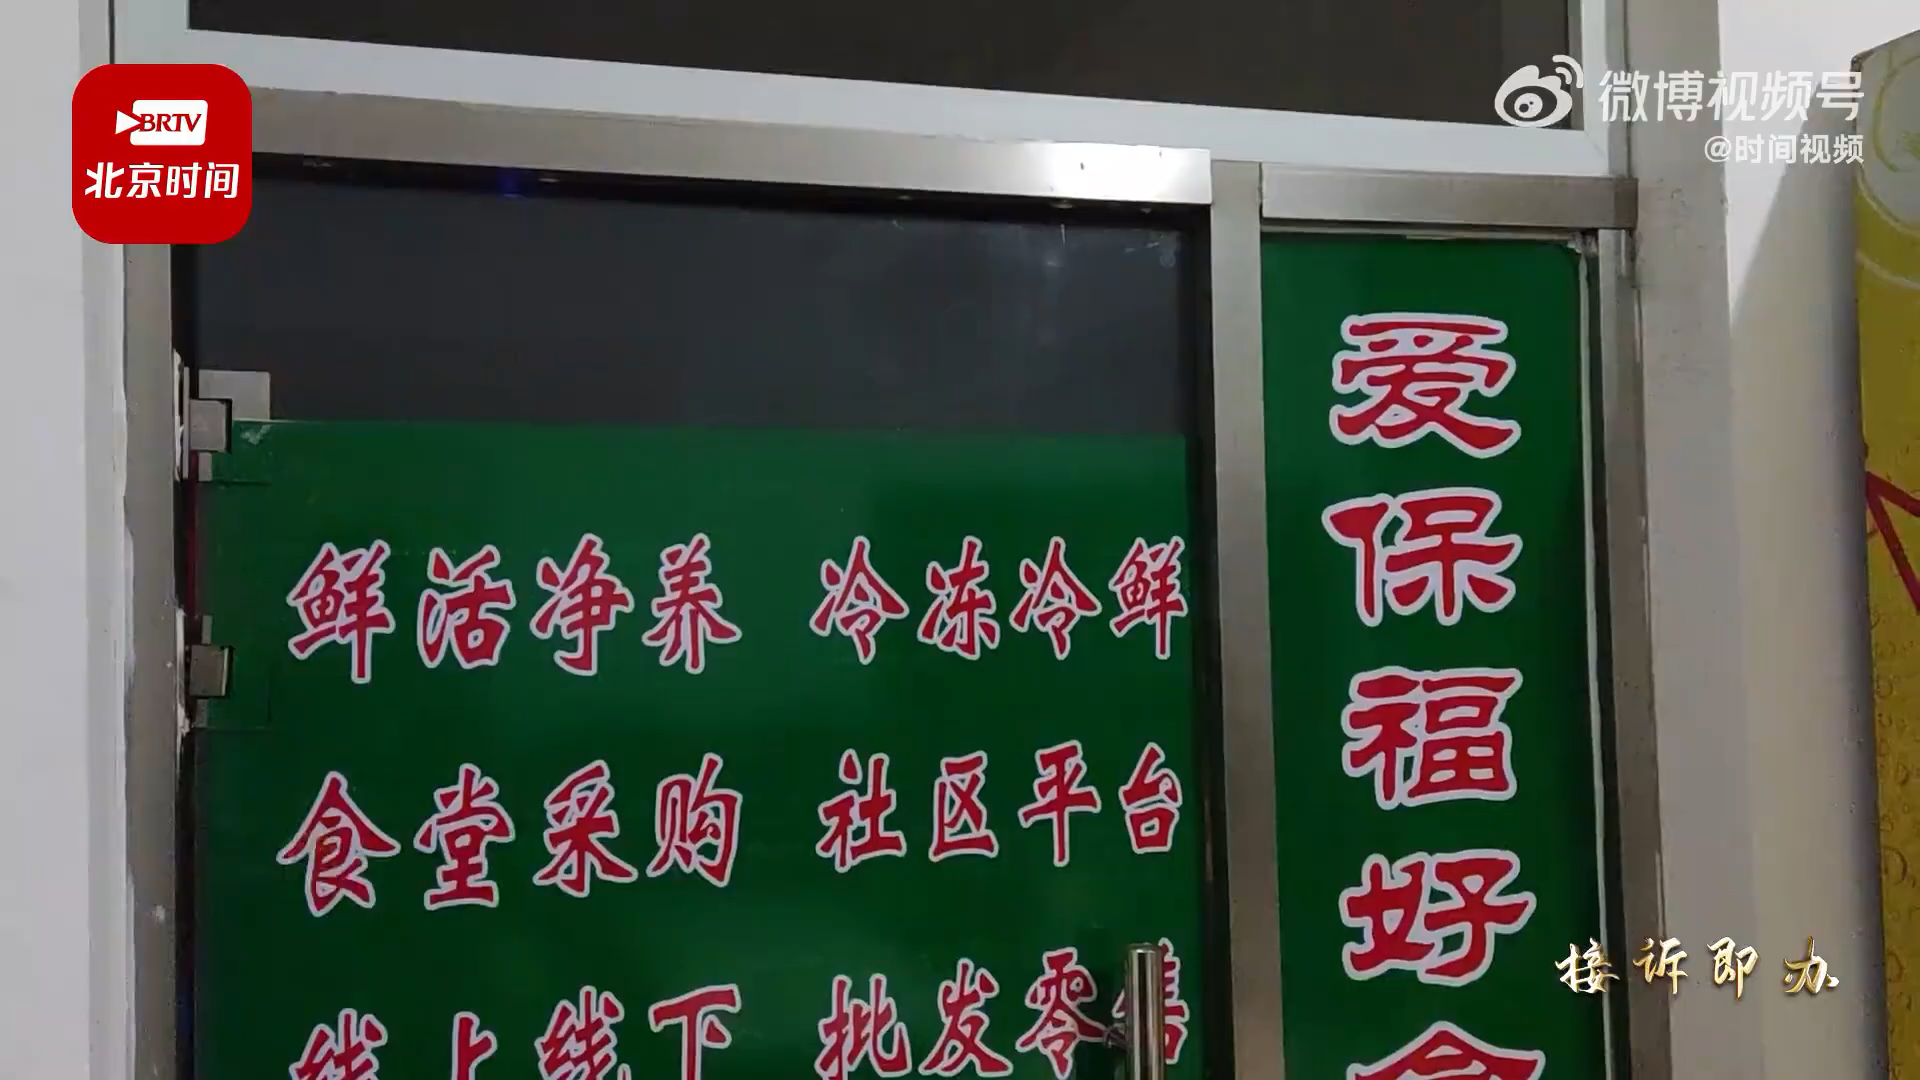 BRTV
北京时间
微博视频号
@时间视频
鲜活净养 冷冻冷鲜
食堂采购 社区平台
线上线下 批发零售
爱保福好
接诉即办